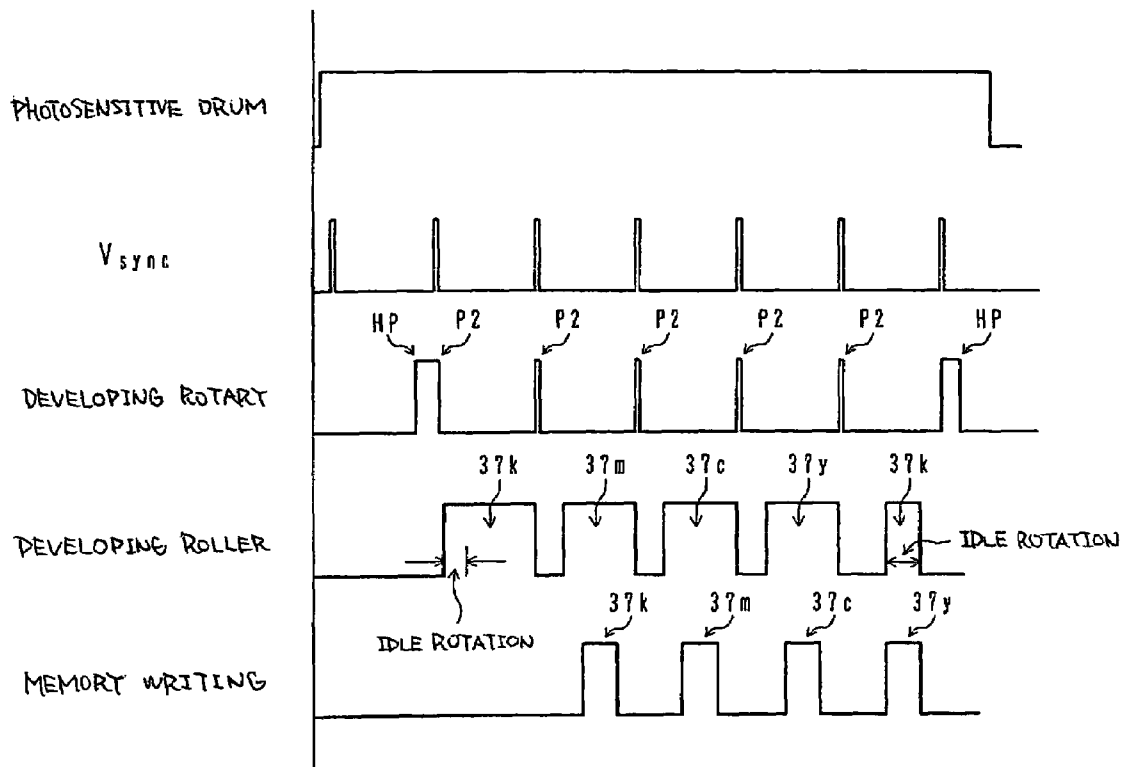 PHOTOSENSITIVE DRUM
Vsync
HP P2 P2 P2 P2 P2 HP
DEVELOPING ROTARY
37k 37m 37c 37y 37k
DEVELOPING ROLLER
IDLE ROTATION
37k 37m 37c 37y
IDLE ROTATION
MEMORY WRITING